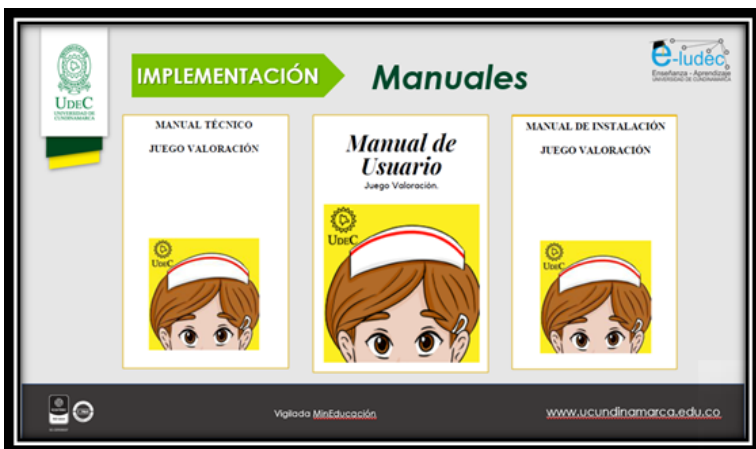 UDEC
UNIVERSIDAD DE
CUNDINAMARCA
IMPLEMENTACIÓN
Manuales
e-ludec
Enseñanza - Aprendizaje
UNIVERSIDAD DE CUNDINAMARCA
MANUAL TÉCNICO
JUEGO VALORACIÓN
UDEC
Manual de
Usuario
Juego Valoración.
UDEC
MANUAL DE INSTALACIÓN
JUEGO VALORACIÓN
UDEC
Vigilada MinEducación
www.ucundinamarca.edu.co